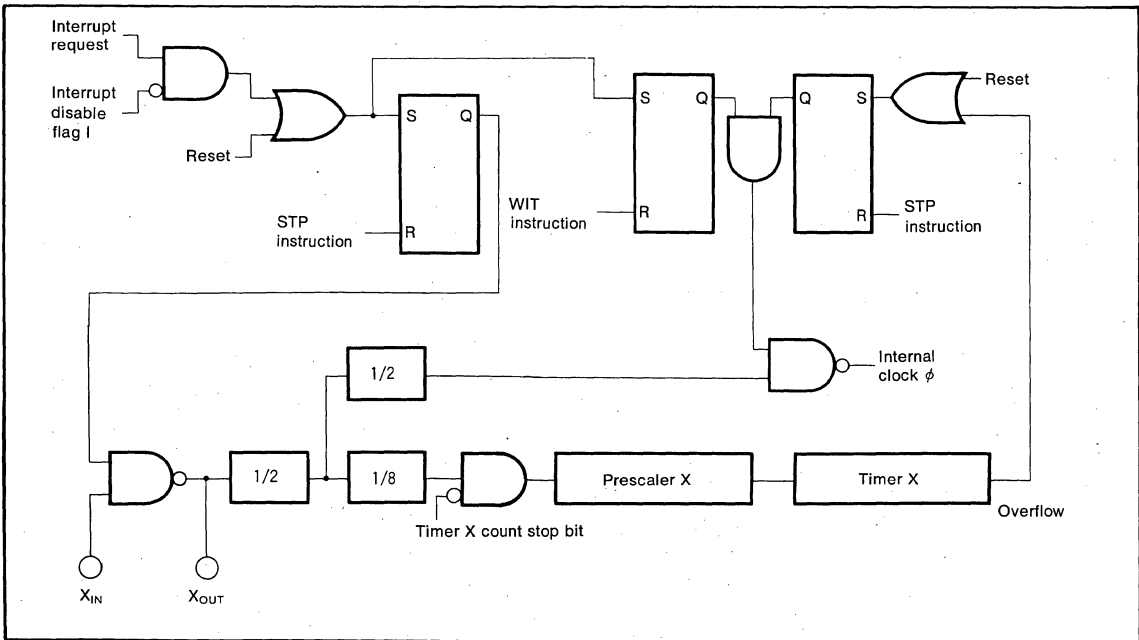 Interrupt
request
Interrupt
disable
flag I
Reset
S
Q
R
STP
instruction
WIT
instruction
S
Q
R
Q
S
R
Reset
STP
instruction
1/2
Internal
clock ϕ
1/2
1/8
Timer X count stop bit
Prescaler X
Timer X
Overflow
XIN
XOUT